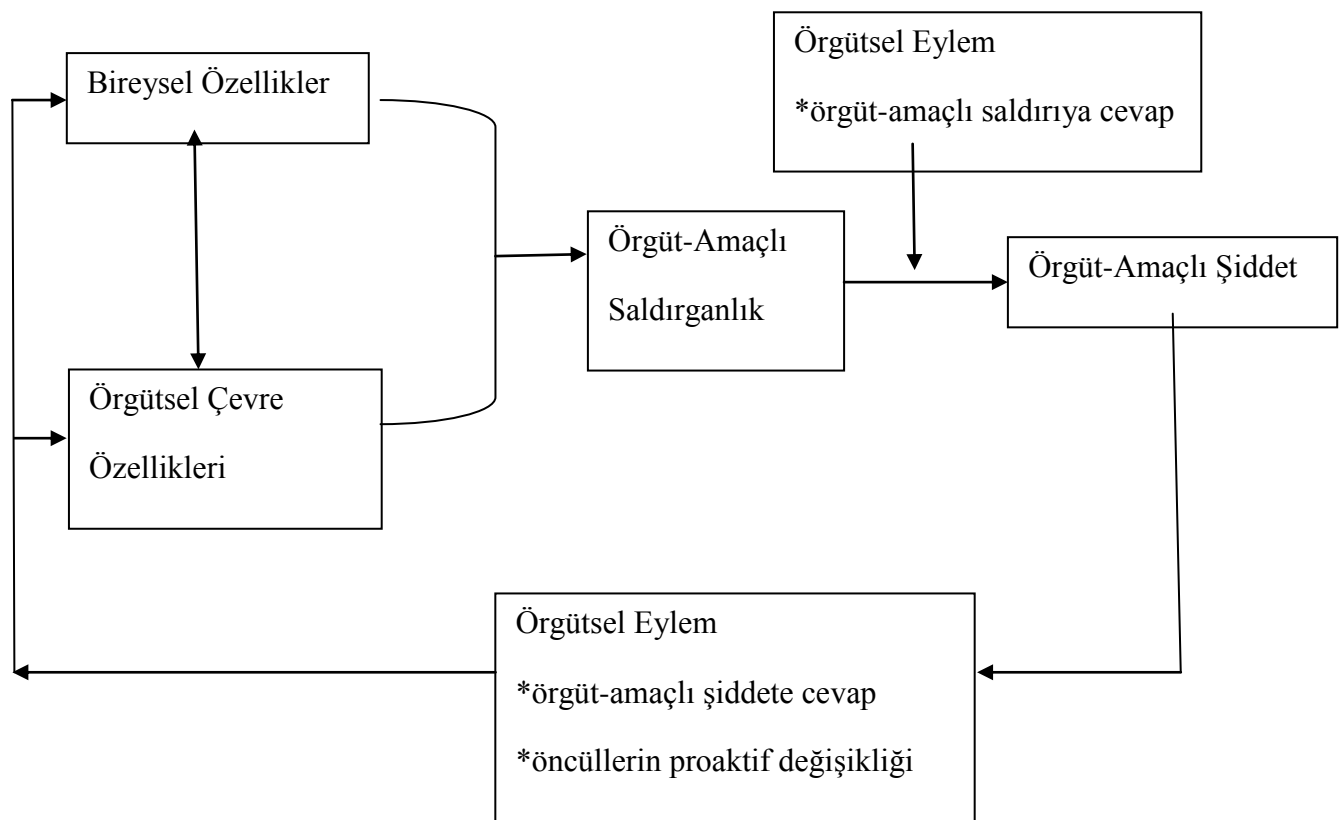 Bireysel Özellikler
Örgütsel Eylem
*örgüt-amaçlı saldırıya cevap
Örgüt-Amaçlı
Saldırganlık
Örgüt-Amaçlı Şiddet
Örgütsel Çevre
Özellikleri
Örgütsel Eylem
*örgüt-amaçlı şiddete cevap
*öncüllerin proaktif değişikliği